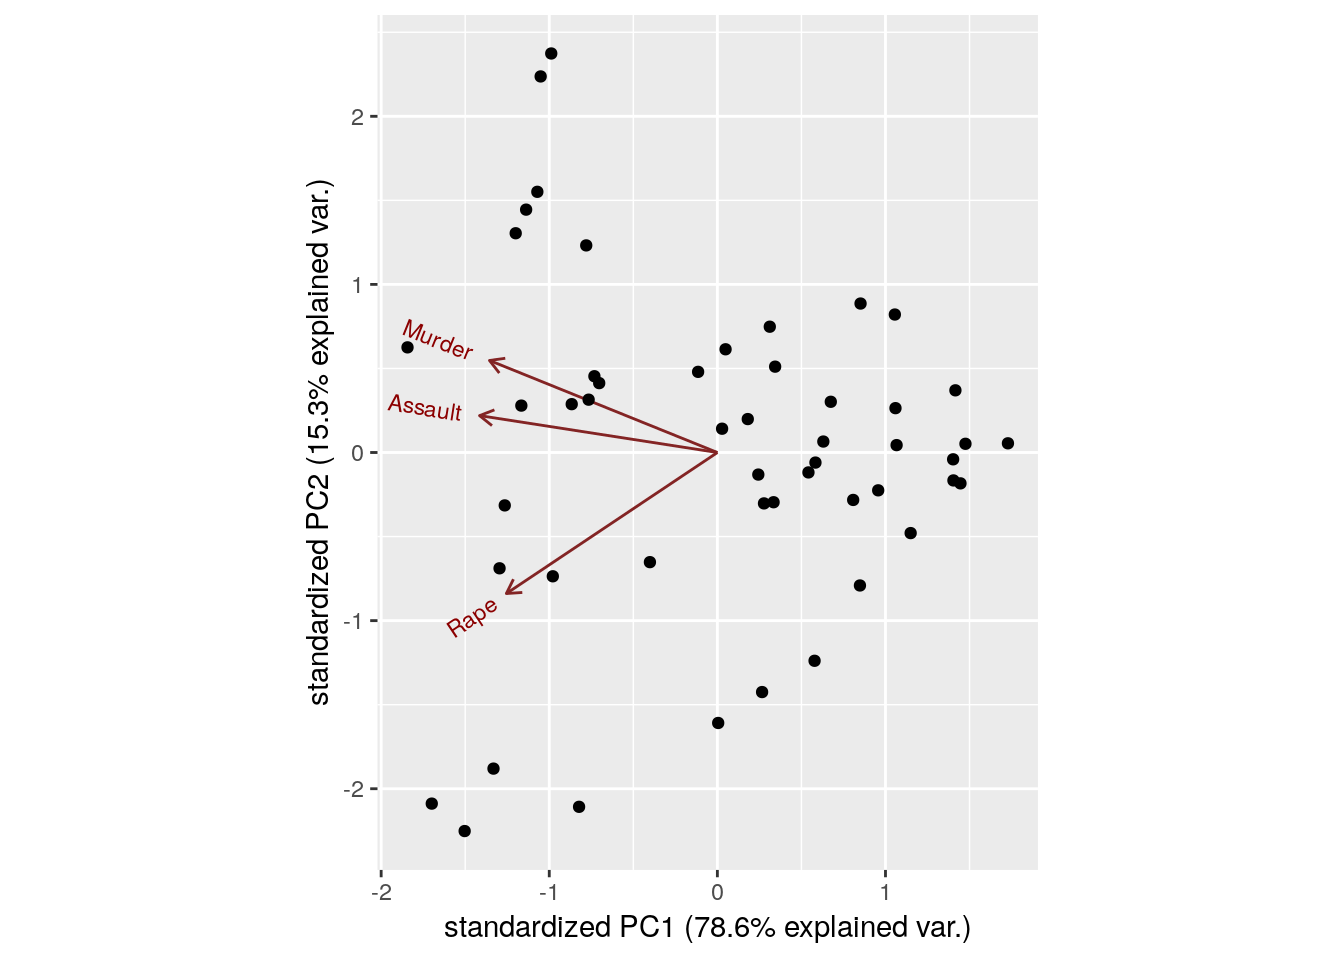 2
1
0
-1
-2
standardized PC2 (15.3% explained var.)
Murder
Assault
Rape
-2
-1
0
1
standardized PC1 (78.6% explained var.)